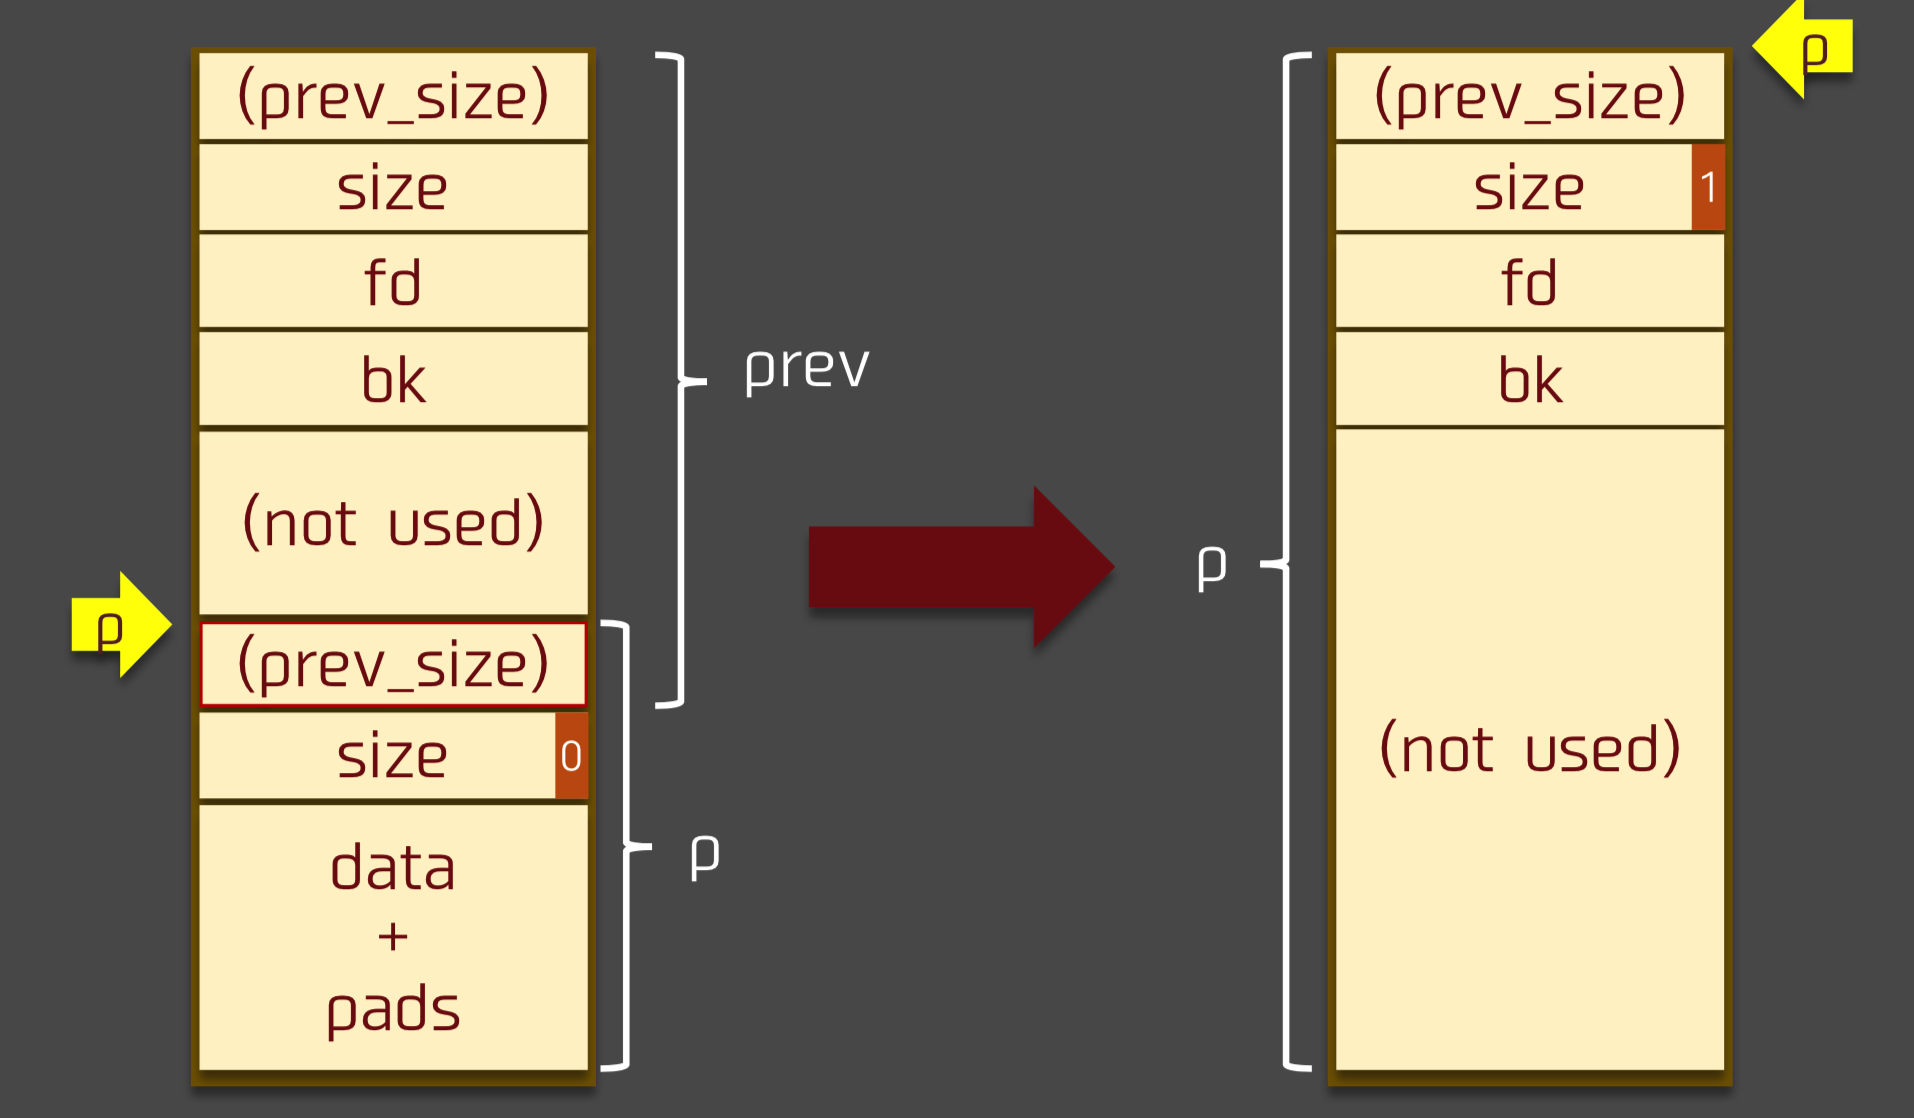 (prev_size)
size
fd
bk
(not used)
prev
p
(prev_size)
size 0
data
+
pads
p
p
(prev_size)
size 1
fd
bk
(not used)
p